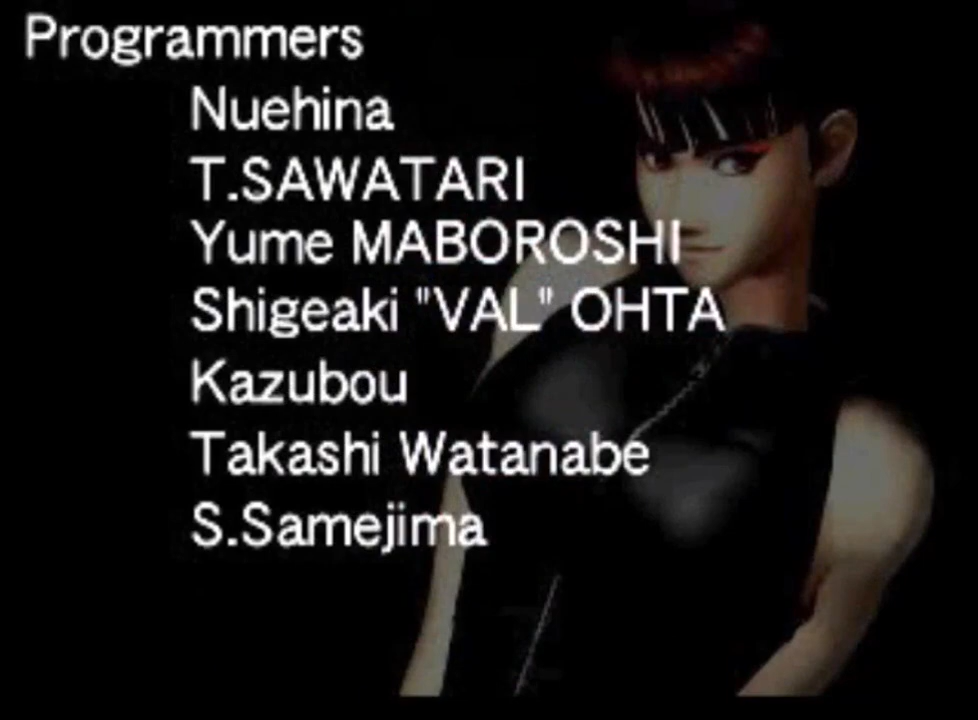 Programmers
Nuehina
T.SAWATARI
Yume MABOROSHI
Shigeaki "VAL" OHTA
Kazubou
Takashi Watanabe
S.Samejima